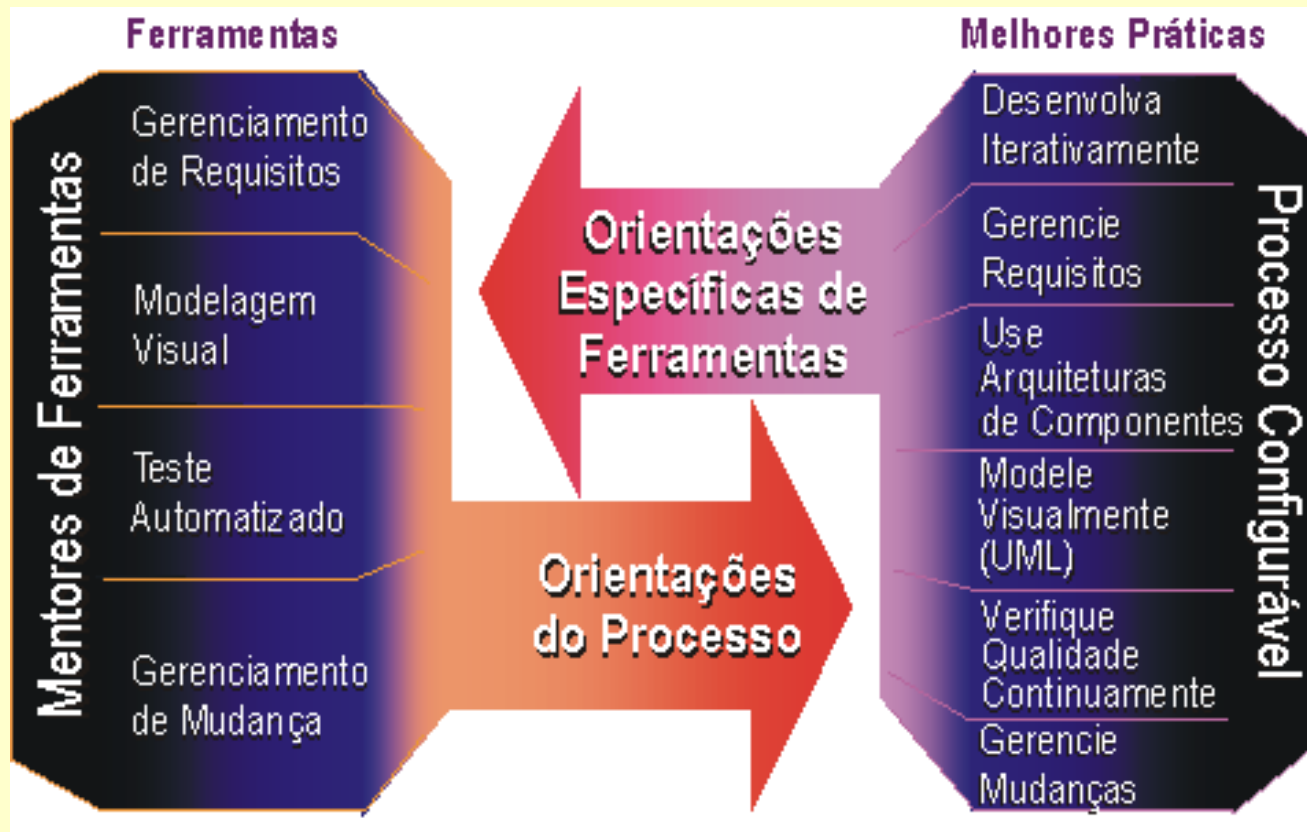 Ferramentas
Mentores de Ferramentas
Gerenciamento
de Requisitos
Modelagem
Visual
Teste
Automatizado
Gerenciamento
de Mudança
Orientações
Específicas de
Ferramentas
Orientações
do Processo
Melhores Práticas
Desenvolva
Iterativamente
Gerencie
Requisitos
Use
Arquiteturas
de Componentes
Modele
Visualmente
(UML)
Verifique
Qualidade
Continuamente
Gerencie
Mudanças
Processo Configurável